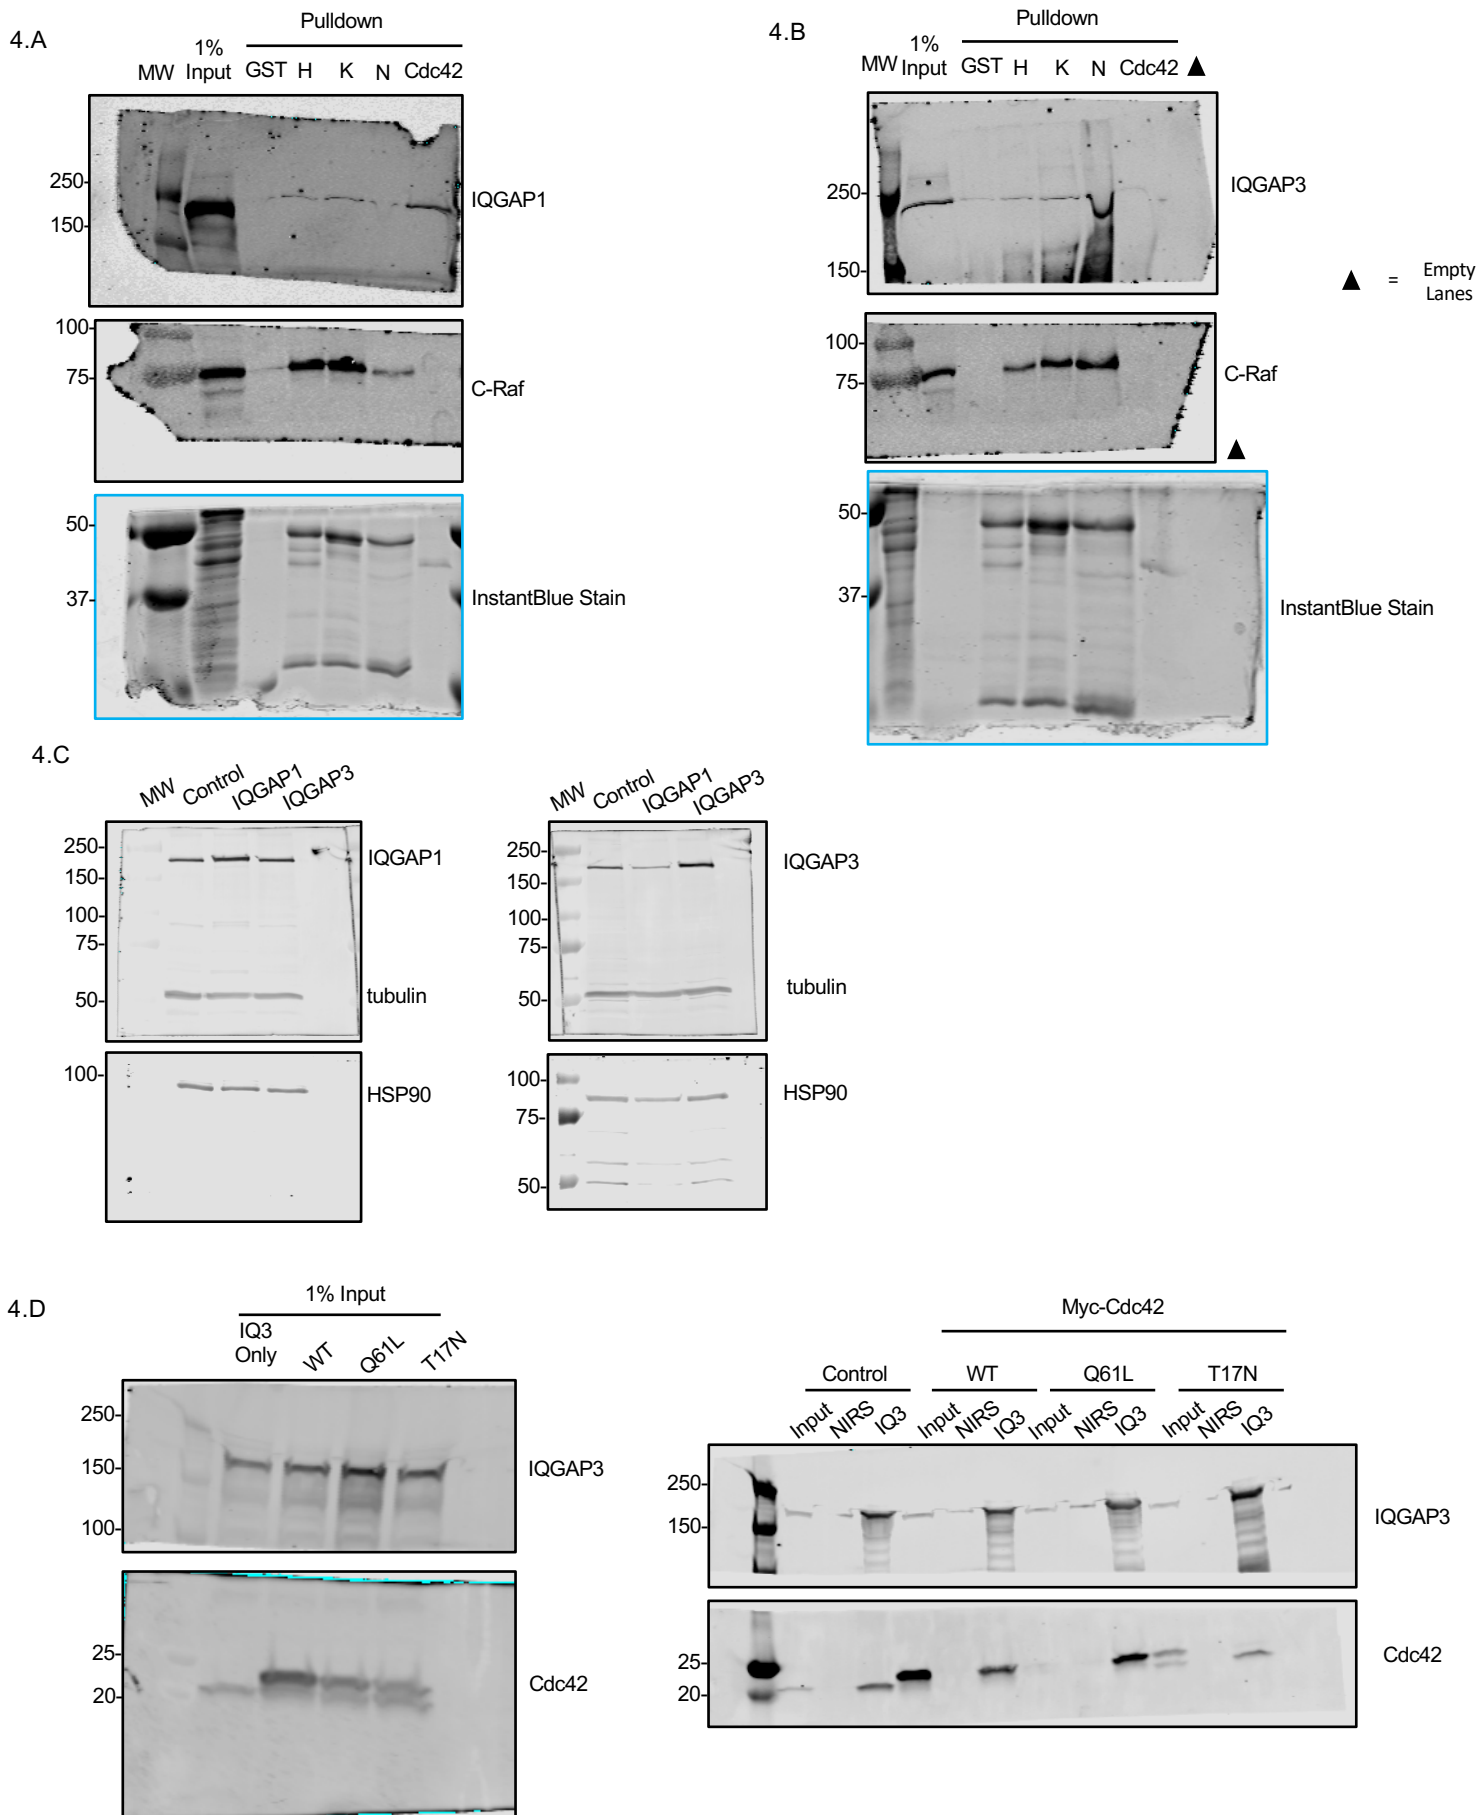 4.A
Pulldown
1%
MW Input GST H K N Cdc42
250-
150-
IQGAP1
100-
75-
C-Raf
50-
37-
InstantBlue Stain
4.B
Pulldown
1%
MW Input GST H K N Cdc42 ▲
250-
150-
IQGAP3
▲ = Empty
Lanes
100-
75-
C-Raf
▲
50-
37-
InstantBlue Stain
4.C
MW Control IQGAP1 IQGAP3
250-
150-
100-
75-
50-
IQGAP1
tubulin
100-
HSP90
MW Control IQGAP1 IQGAP3
250-
150-
100-
75-
50-
IQGAP3
tubulin
100-
75-
50-
HSP90
4.D
1% Input
IQ3
Only WT Q61L T17N
250-
150-
100-
IQGAP3
25-
20-
Cdc42
Myc-Cdc42
Control WT Q61L T17N
Input NIRS IQ3 Input NIRS IQ3 Input NIRS IQ3 Input NIRS IQ3
250-
150-
IQGAP3
25-
20-
Cdc42